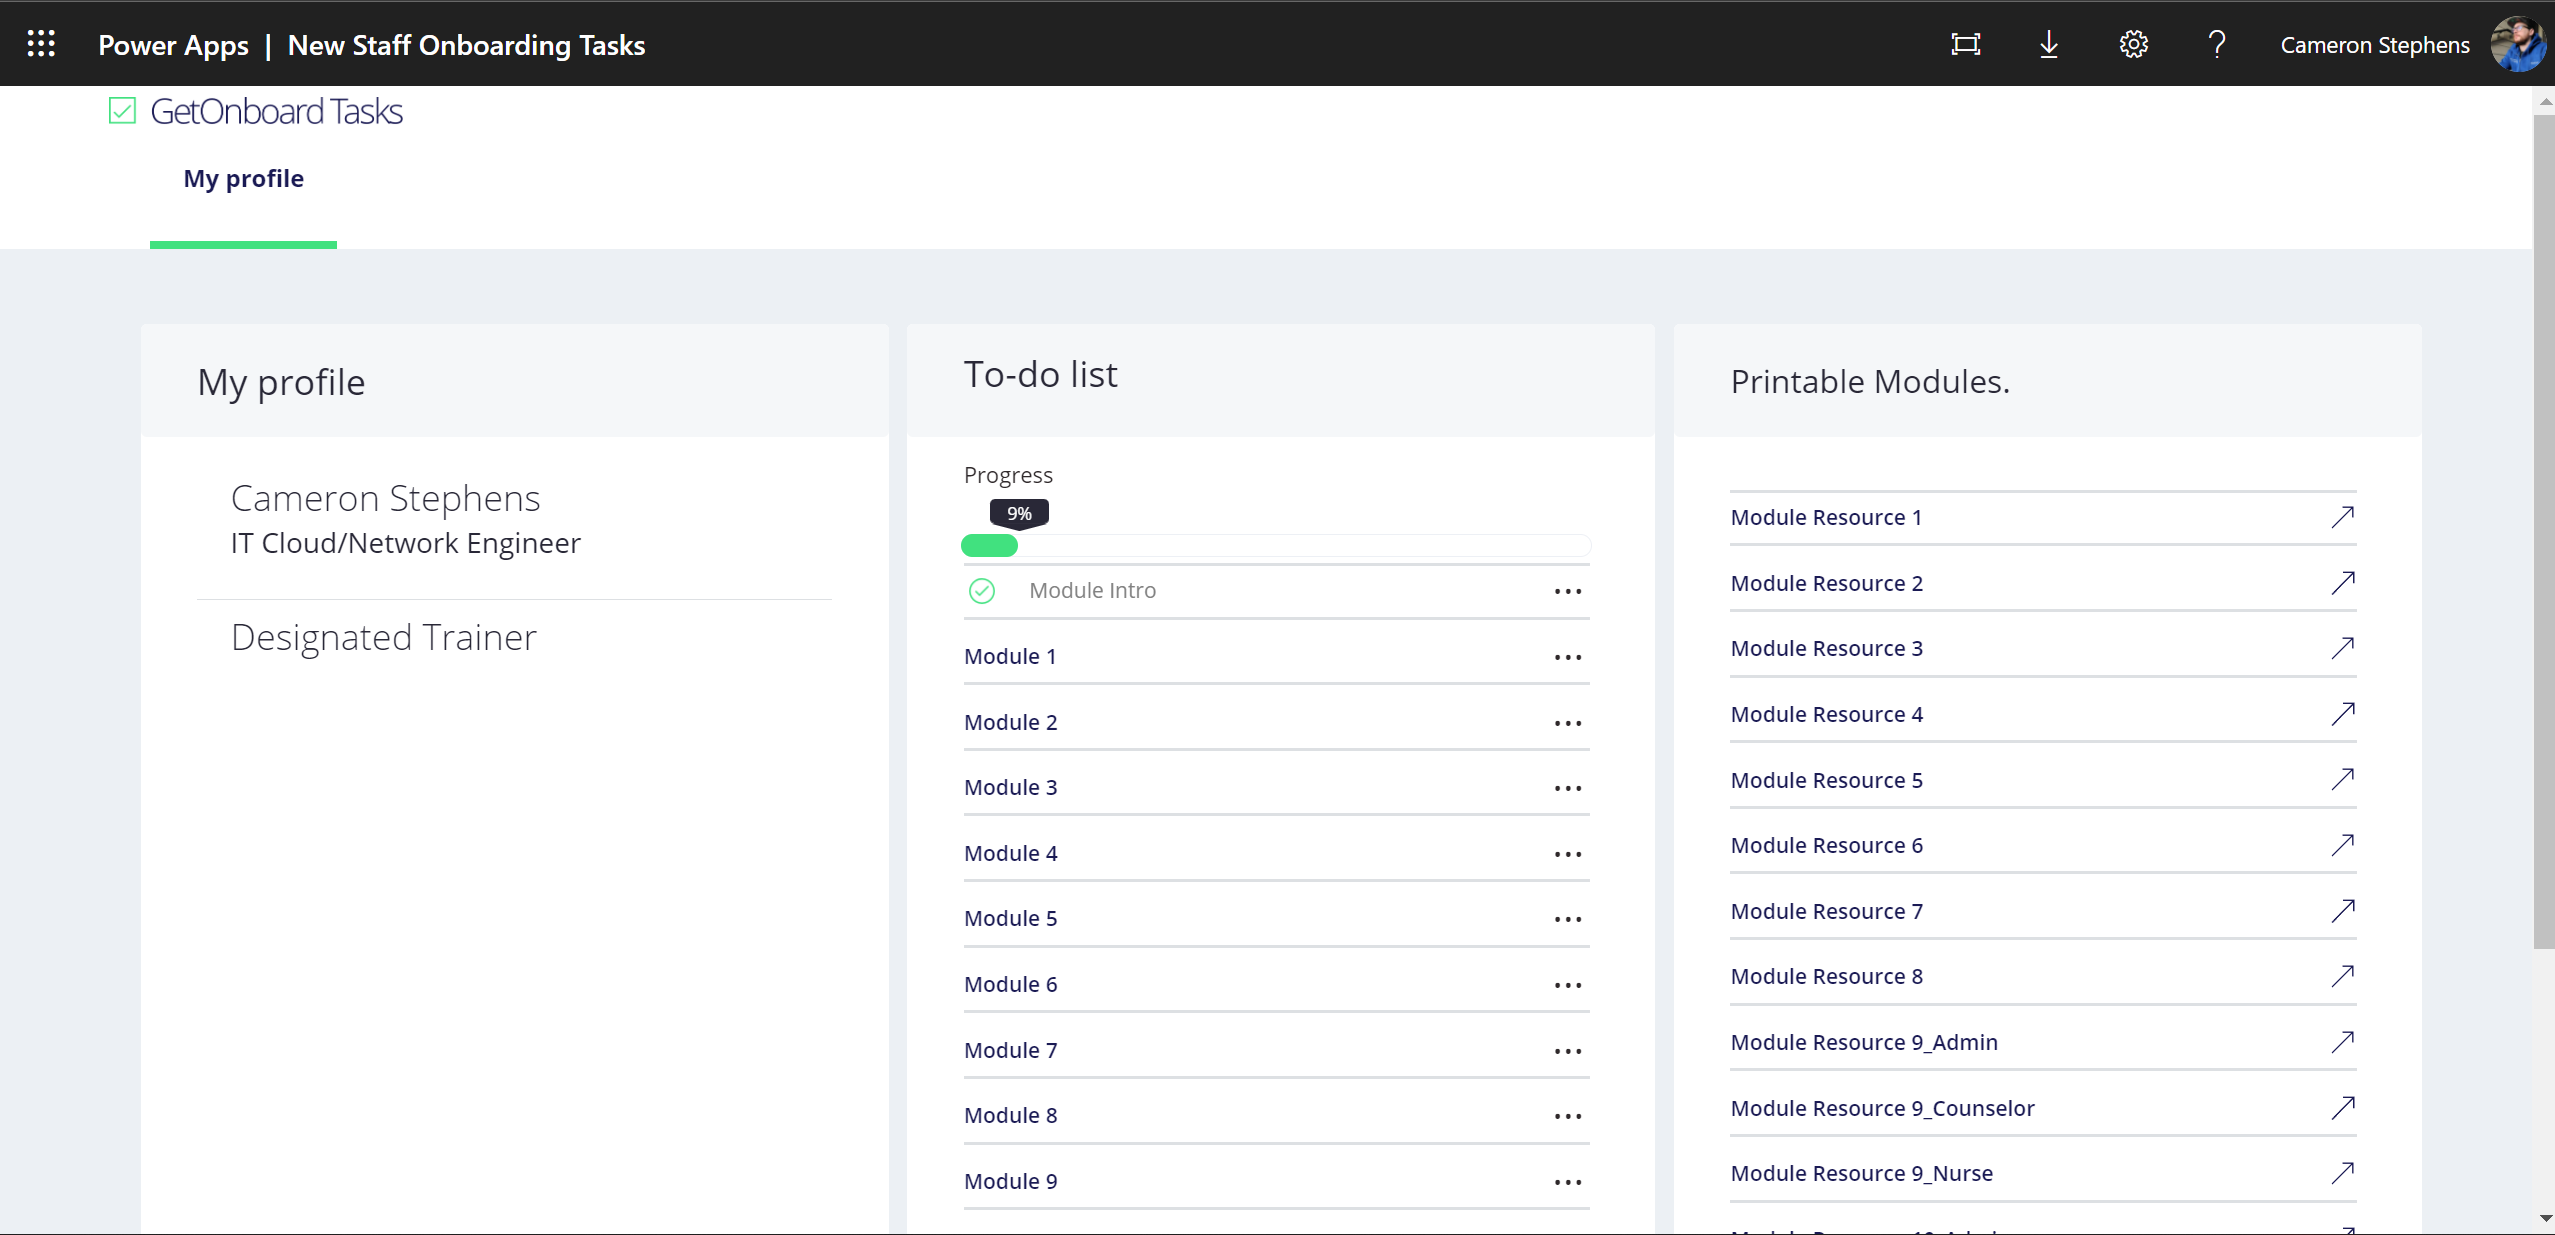 Power Apps | New Staff Onboarding Tasks
Cameron Stephens
GetOnboard Tasks
My profile
My profile
Cameron Stephens
IT Cloud/Network Engineer
Designated Trainer
To-do list
Progress
9%
Module Intro
Module 1
Module 2
Module 3
Module 4
Module 5
Module 6
Module 7
Module 8
Module 9
Printable Modules.
Module Resource 1
Module Resource 2
Module Resource 3
Module Resource 4
Module Resource 5
Module Resource 6
Module Resource 7
Module Resource 8
Module Resource 9_Admin
Module Resource 9_Counselor
Module Resource 9_Nurse